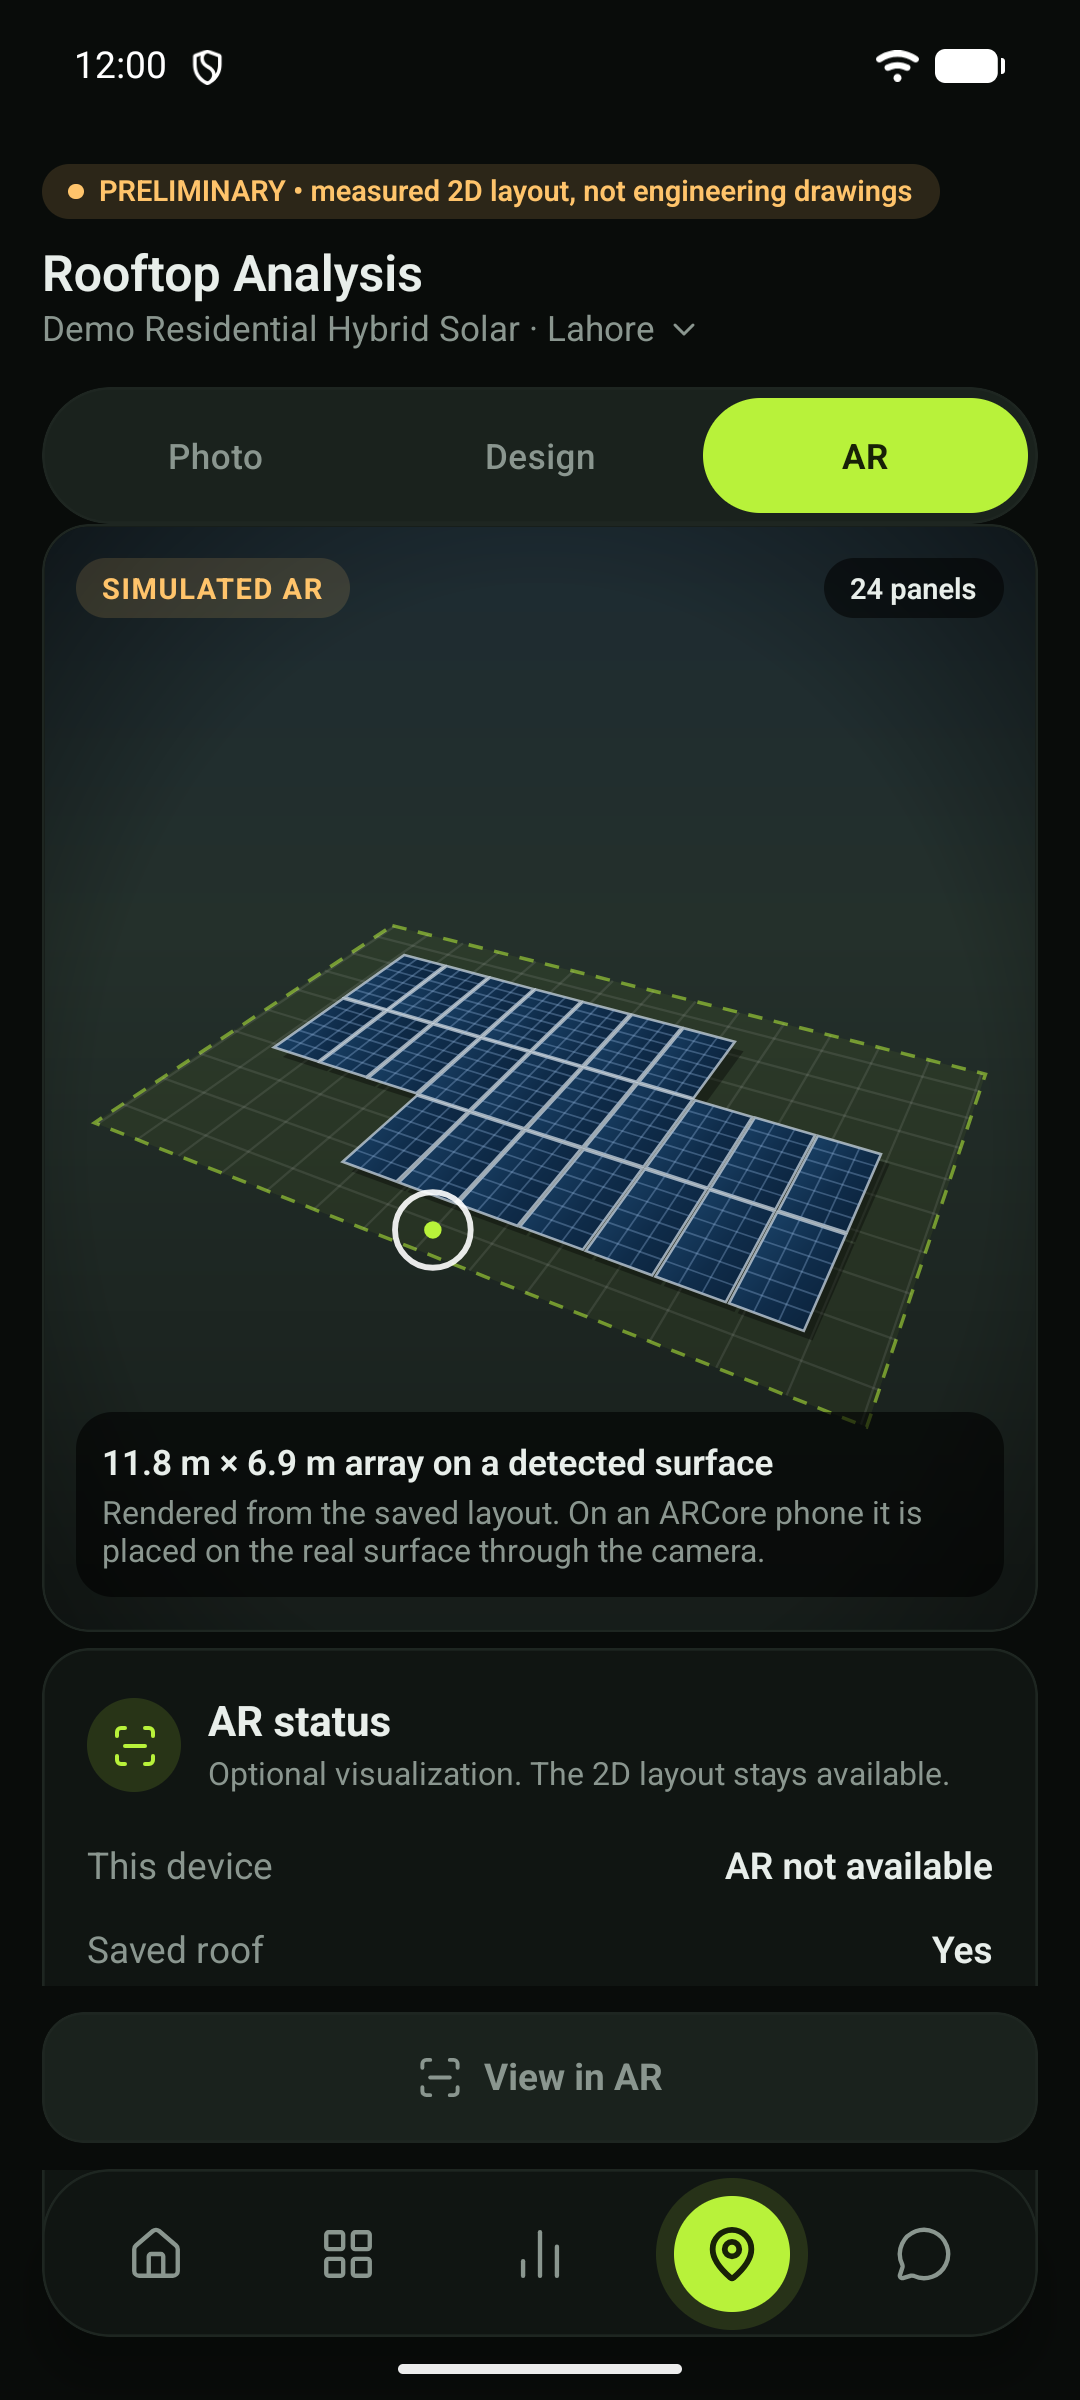 12:00
PRELIMINARY • measured 2D layout, not engineering drawings
Rooftop Analysis
Demo Residential Hybrid Solar · Lahore
Photo
Design
AR
SIMULATED AR
24 panels
11.8 m × 6.9 m array on a detected surface
Rendered from the saved layout. On an ARCore phone it is
placed on the real surface through the camera.
AR status
Optional visualization. The 2D layout stays available.
This device
AR not available
Saved roof
Yes
View in AR